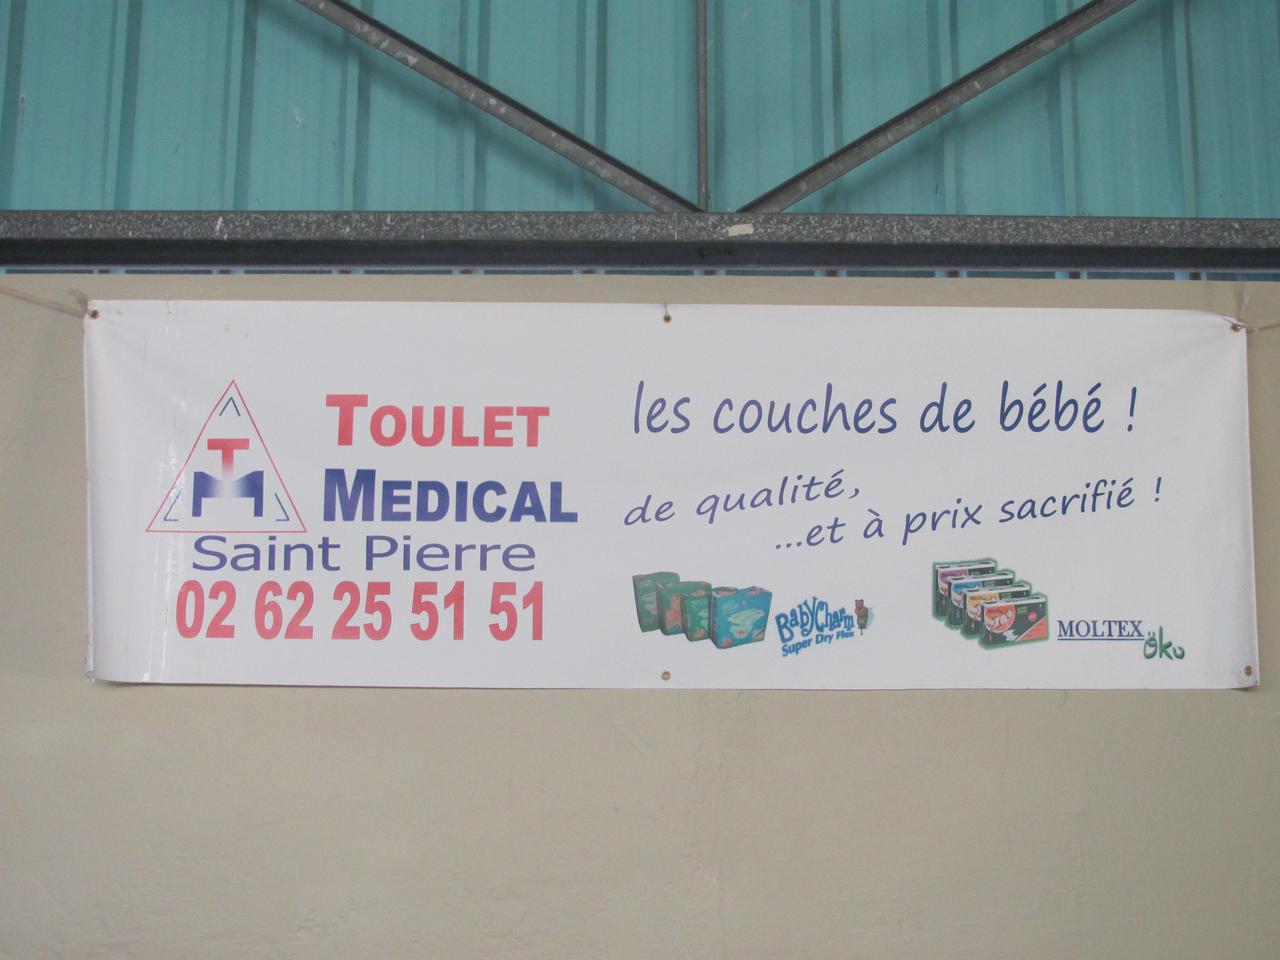 TM
TOULET
MEDICAL
Saint Pierre
02 62 25 51 51
les couches de bébé !
de qualité,
...et à prix sacrifié !
BabyCharm
Super Dry Flex
MOLTEX
öko